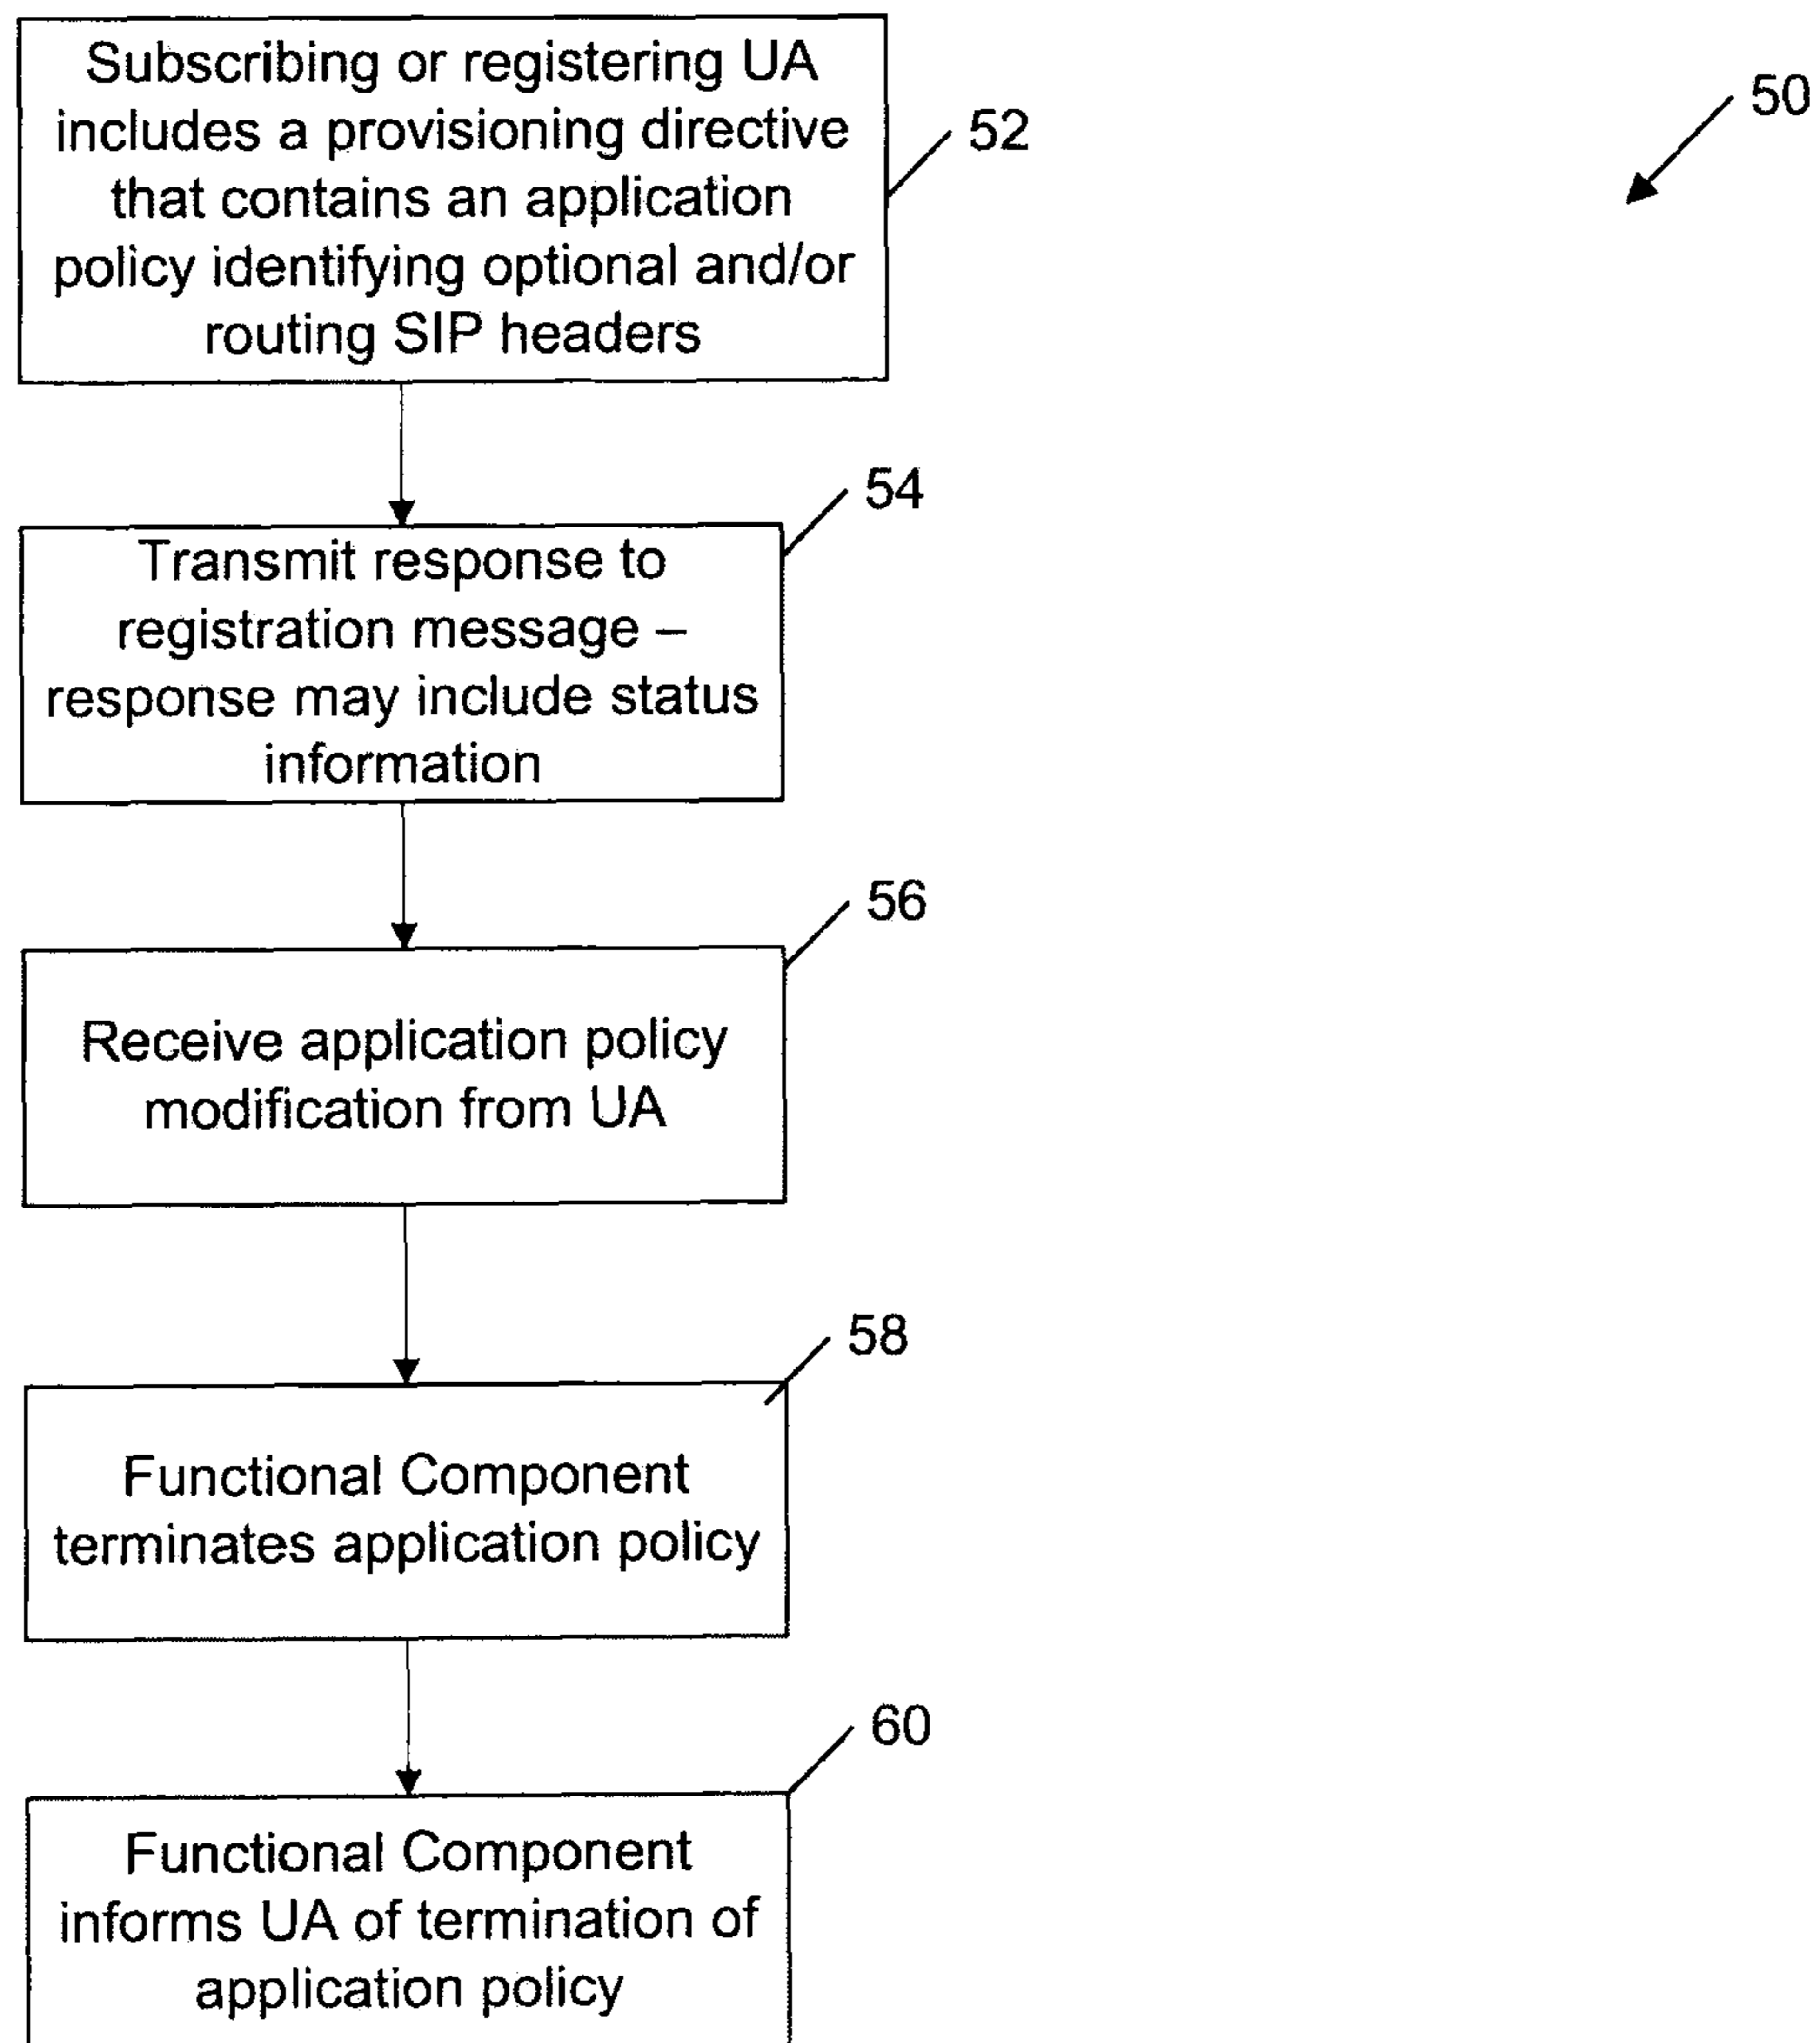 Subscribing or registering UA
includes a provisioning directive
that contains an application
policy identifying optional and/or
routing SIP headers
52
50
Transmit response to
registration message –
response may include status
information
54
Receive application policy
modification from UA
56
Functional Component
terminates application policy
58
Functional Component
informs UA of termination of
application policy
60